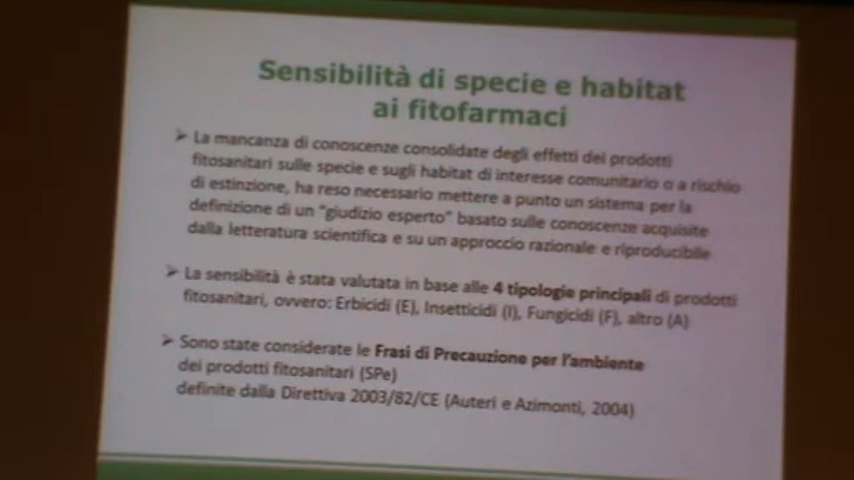 Sensibilità di specie e habitat
ai fitofarmaci
➢ La mancanza di conoscenze consolidate degli effetti dei prodotti
fitosanitari sulle specie e sugli habitat di interesse comunitario o a rischio
di estinzione, ha reso necessario mettere a punto un sistema per la
definizione di un "giudizio esperto" basato sulle conoscenze acquisite
dalla letteratura scientifica e su un approccio razionale e riproducibile
➢ La sensibilità è stata valutata in base alle 4 tipologie principali di prodotti
fitosanitari, ovvero: Erbicidi (E), Insetticidi (I), Fungicidi (F), altro (A)
➢ Sono state considerate le Frasi di Precauzione per l'ambiente
dei prodotti fitosanitari (SPe)
definite dalla Direttiva 2003/82/CE (Auteri e Azimonti, 2004)